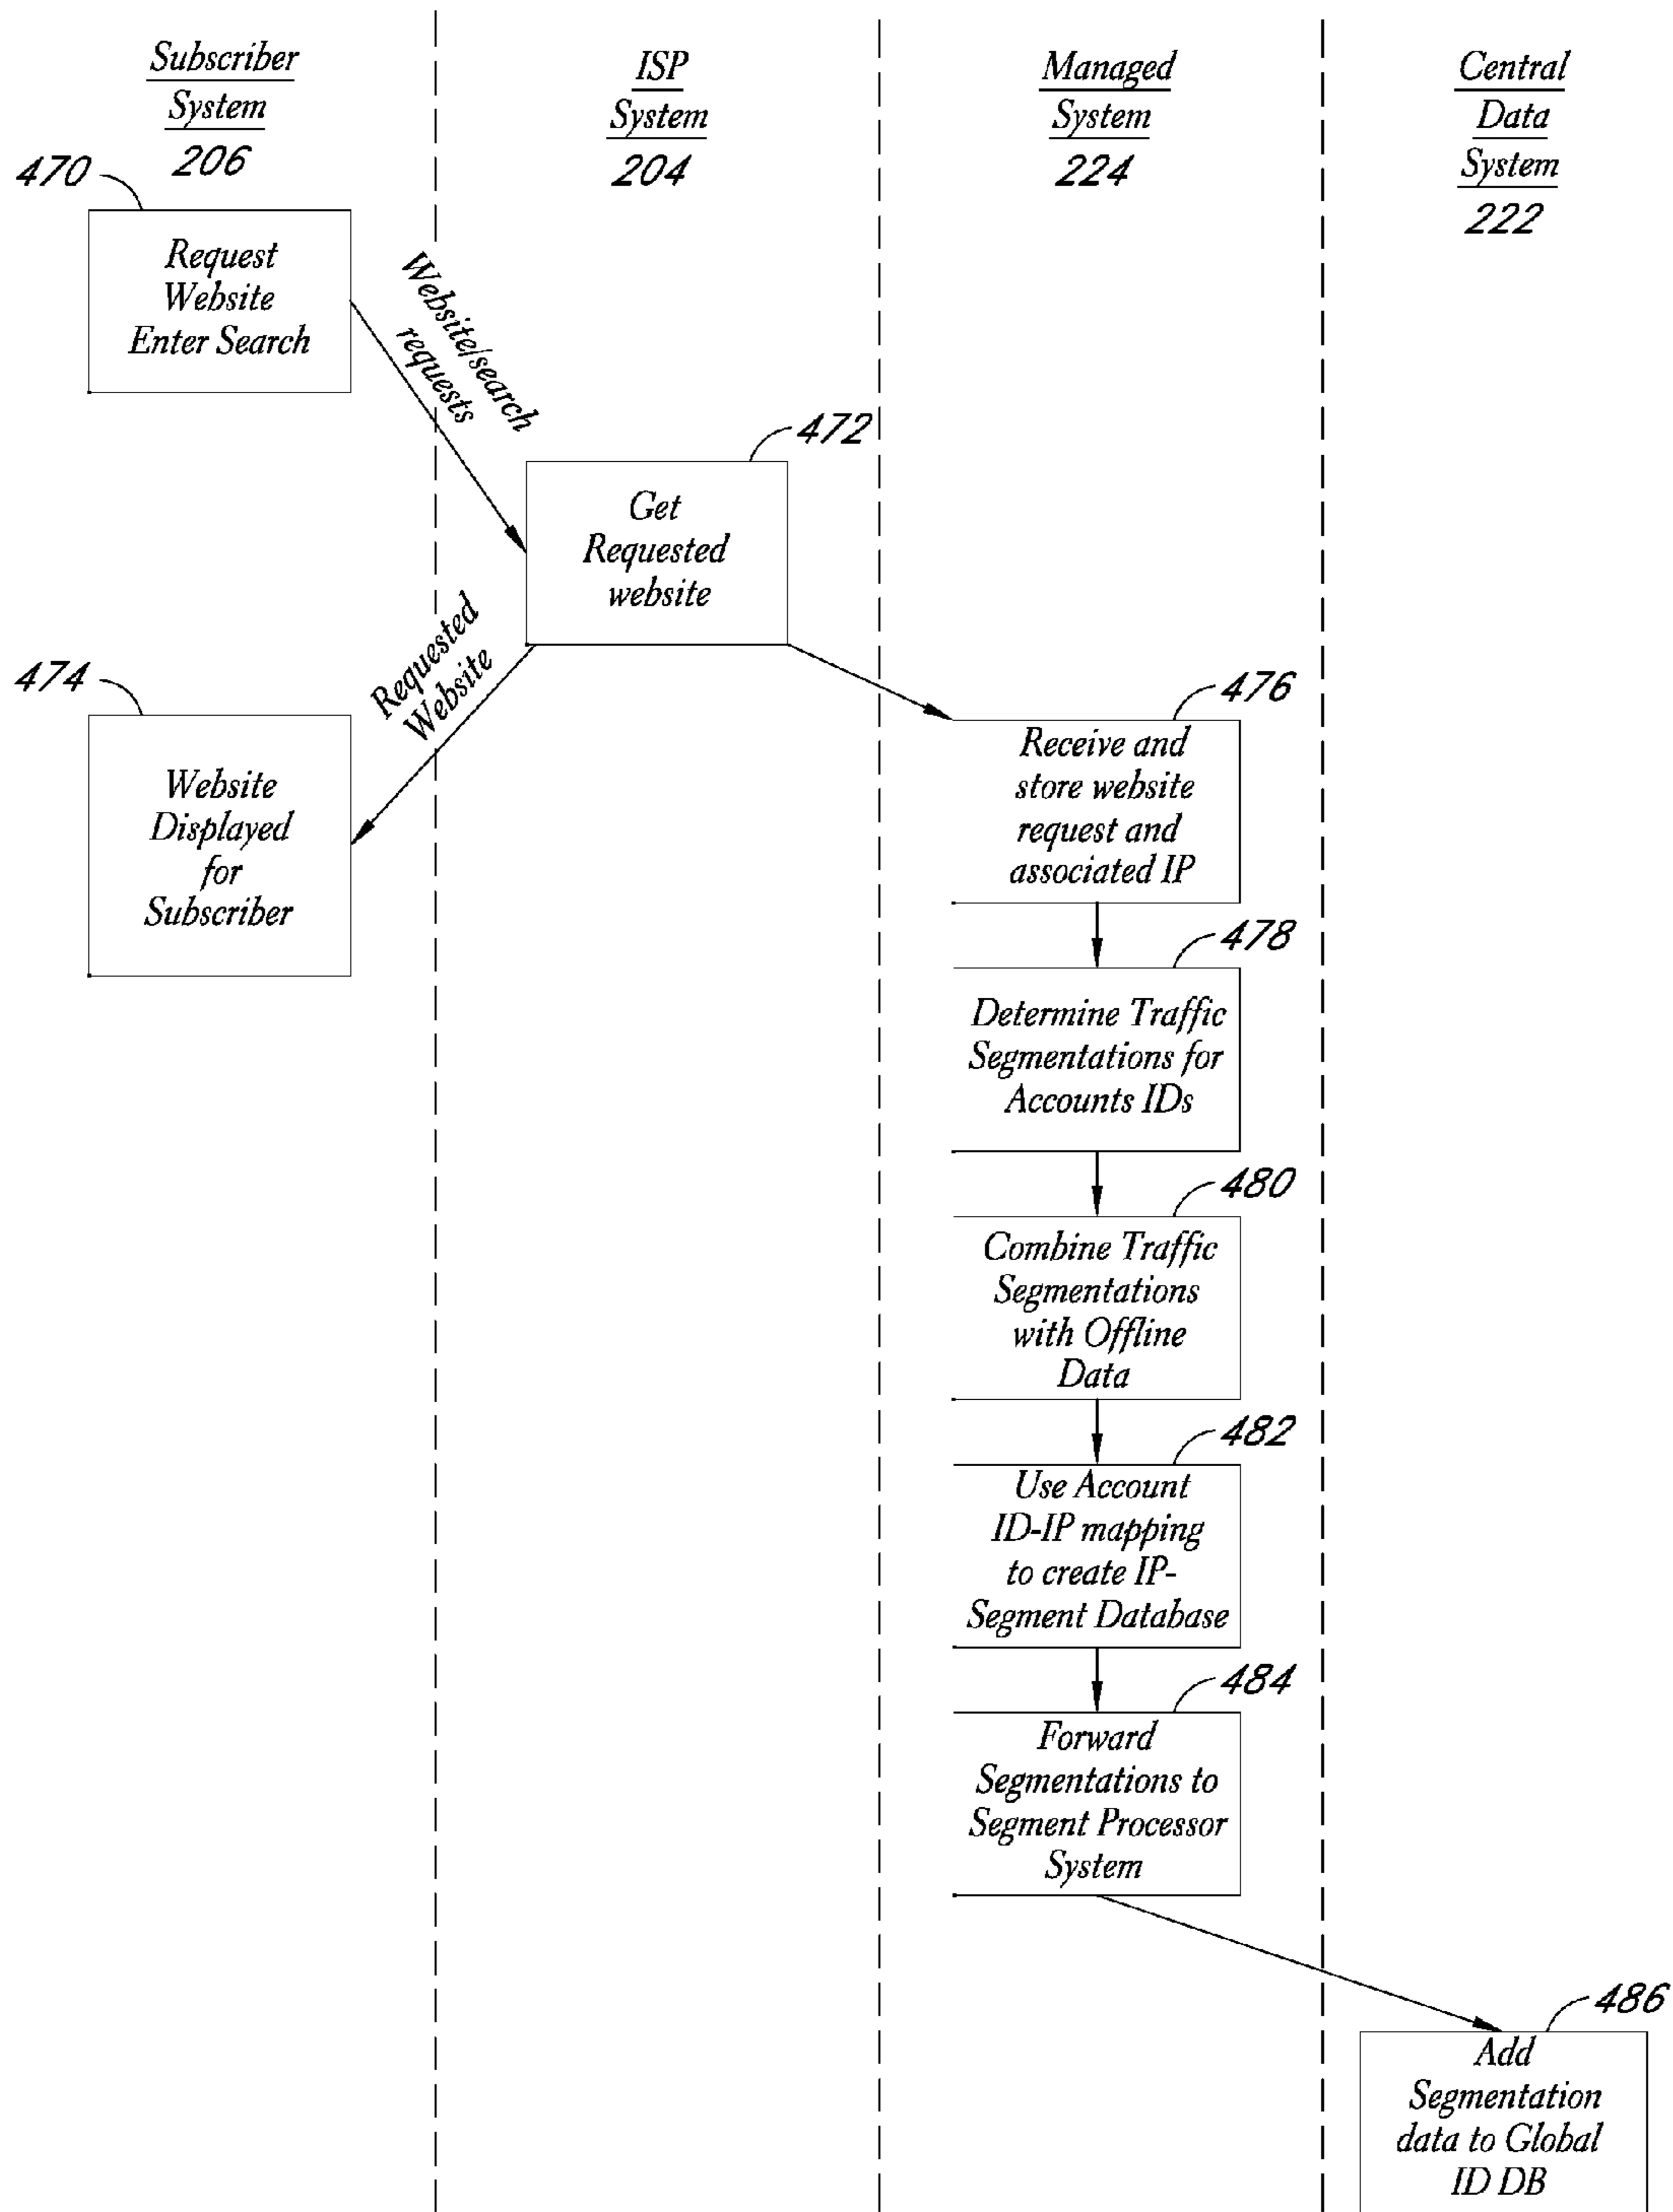 Subscriber
System
206
ISP
System
204
Managed
System
224
Central
Data
System
222
470
Request
Website
Enter Search
Website/search
requests
472
Get
Requested
website
Requested
Website
474
Website
Displayed
for
Subscriber
476
Receive and
store website
request and
associated IP
478
Determine Traffic
Segmentations for
Accounts IDs
480
Combine Traffic
Segmentations
with Offline
Data
482
Use Account
ID-IP mapping
to create IP-
Segment Database
484
Forward
Segmentations to
Segment Processor
System
486
Add
Segmentation
data to Global
ID DB